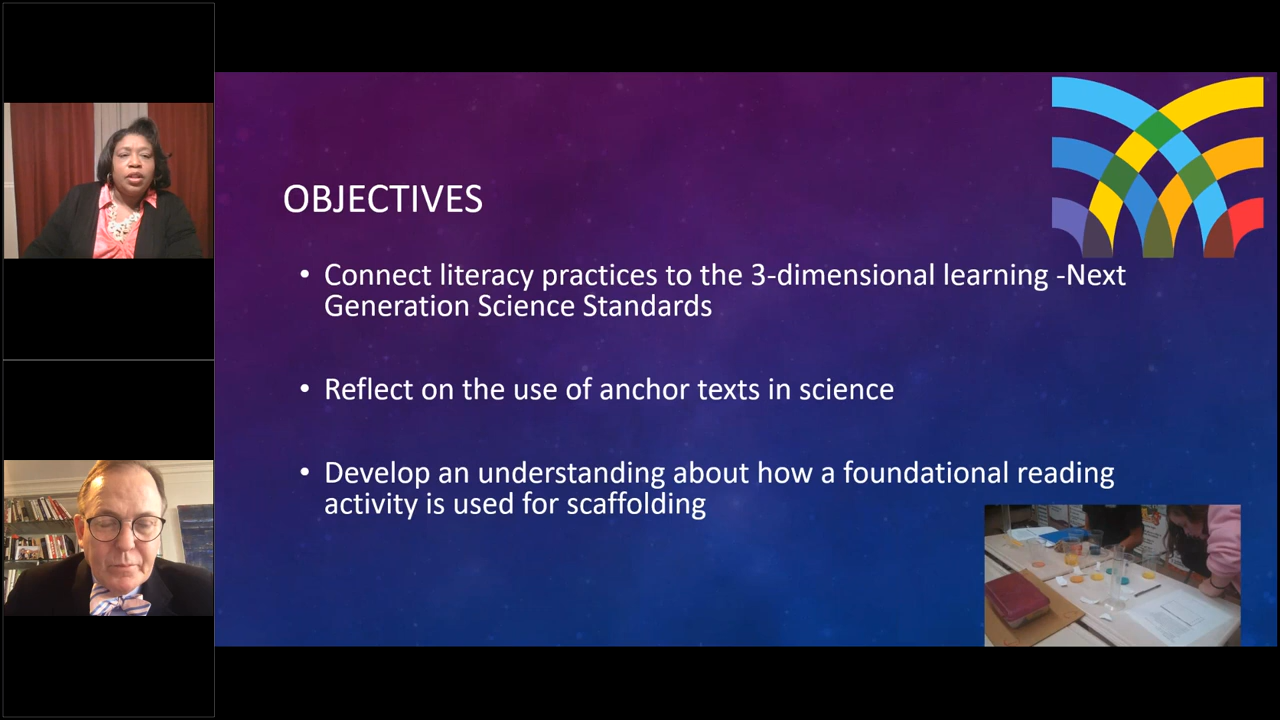 OBJECTIVES
• Connect literacy practices to the 3-dimensional learning -Next
Generation Science Standards
• Reflect on the use of anchor texts in science
• Develop an understanding about how a foundational reading
activity is used for scaffolding